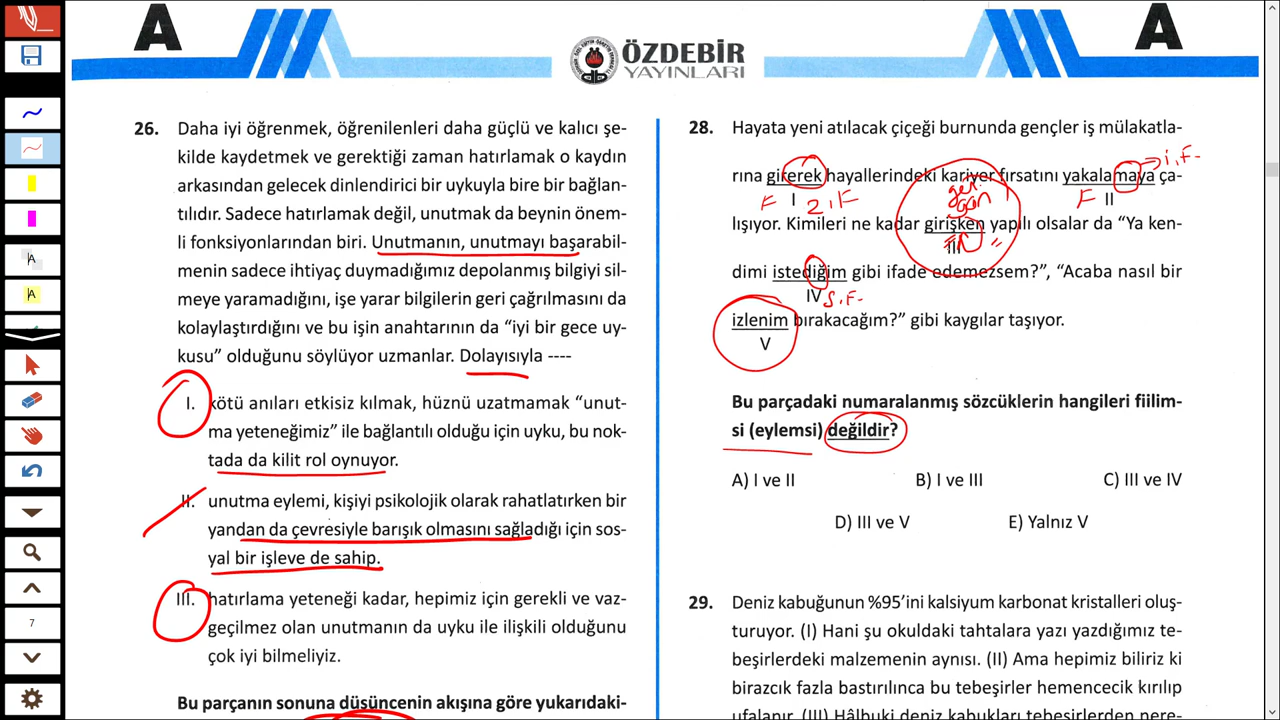 A
ÖZDEBİR
YAYINLARI
A
26. Daha iyi öğrenmek, öğrenilenleri daha güçlü ve kalıcı şe-
kilde kaydetmek ve gerektiği zaman hatırlamak o kaydın
arkasından gelecek dinlendirici bir uykuyla bire bir bağlan-
tılıdır. Sadece hatırlamak değil, unutmak da beynin önem-
li fonksiyonlarından biri. Unutmanın, unutmayı başarabil-
menin sadece ihtiyaç duymadığımız depolanmış bilgiyi sil-
meye yaramadığını, işe yarar bilgilerin geri çağrılmasını da
kolaylaştırdığını ve bu işin anahtarının da “iyi bir gece uy-
kusu” olduğunu söylüyor uzmanlar. Dolayısıyla ----
I. kötü anıları etkisiz kılmak, hüznü uzatmamak “unut-
ma yeteneğimiz” ile bağlantılı olduğu için uyku, bu nok-
tada da kilit rol oynuyor.
II. unutma eylemi, kişiyi psikolojik olarak rahatlatırken bir
yandan da çevresiyle barışık olmasını sağladığı için sos-
yal bir işleve de sahip.
III. hatırlama yeteneği kadar, hepimiz için gerekli ve vaz-
geçilmez olan unutmanın da uyku ile ilişkili olduğunu
çok iyi bilmeliyiz.
Bu parçanın sonuna düşüncenin akışına göre yukarıdaki-
28. Hayata yeni atılacak çiçeği burnunda gençler iş mülakatla-
→ i.F.
rına girerek hayallerindeki kariyer fırsatını yakalamaya ça-
F I Z.F
F II
lışıyor. Kimileri ne kadar girişken yapılı olsalar da “Ya ken-
III
dimi istediğim gibi ifade edemezsem?”, “Acaba nasıl bir
IV S.F.
izlenim bırakacağım?” gibi kaygılar taşıyor.
V
Bu parçadaki numaralanmış sözcüklerin hangileri fiilim-
si (eylemsi) değildir?
A) I ve II B) I ve III C) III ve IV
D) III ve V E) Yalnız V
29. Deniz kabuğunun %95’ini kalsiyum karbonat kristalleri oluş-
turuyor. (I) Hani şu okuldaki tahtalara yazı yazdığımız te-
beşirlerdeki malzemenin aynısı. (II) Ama hepimiz biliriz ki
birazcık fazla bastırılınca bu tebeşirler hemencecik kırılıp
ufalanır. (III) Hâlbuki deniz kabukları tebeşirlerden nere-
A
A
7